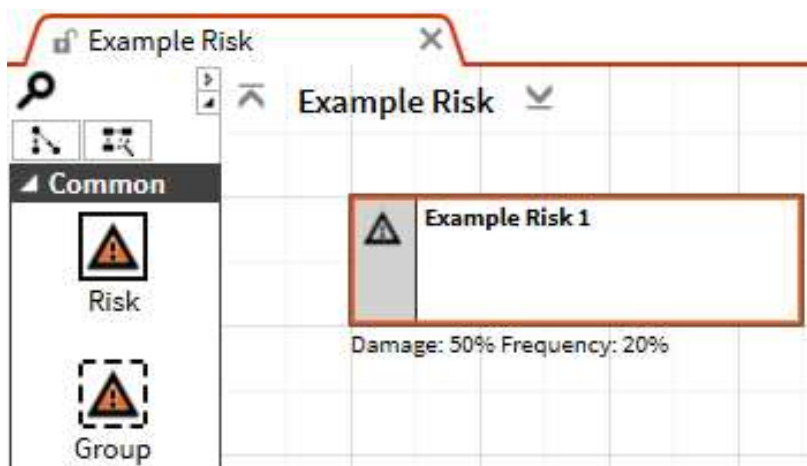 Example Risk
Example Risk
Common
Risk
Group
Example Risk 1
Damage: 50% Frequency: 20%